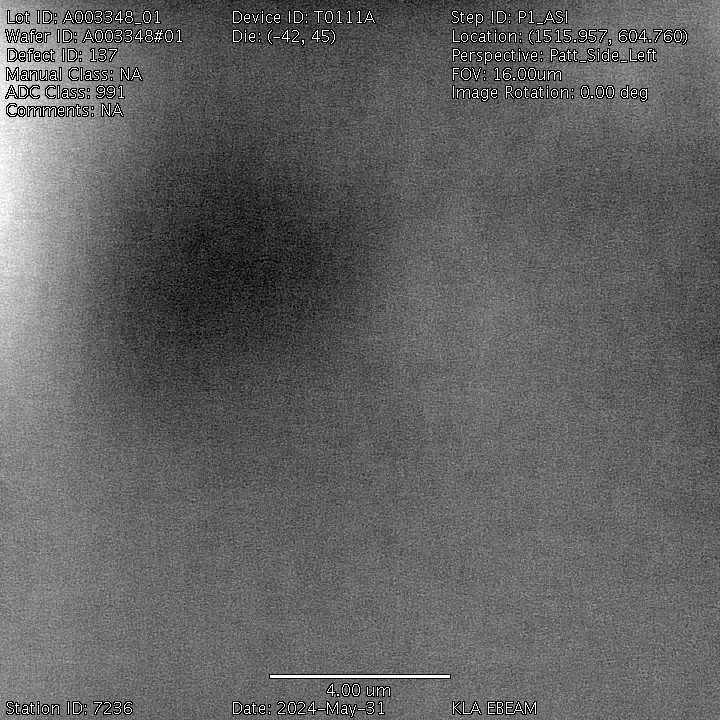 Lot ID: A003348_01 Device ID: T0111A Step ID: P1_ASI
Wafer ID: A003348#01 Die: (-42, 45) Location: (1515.957, 604.760)
Defect ID: 137 Perspective: Patt_Side_Left
Manual Class: NA FOV: 16.00um
ADC Class: 991 Image Rotation: 0.00 deg
Comments: NA
4.00 um
Station ID: 7236 Date: 2024-May-31 KLA EBEAM